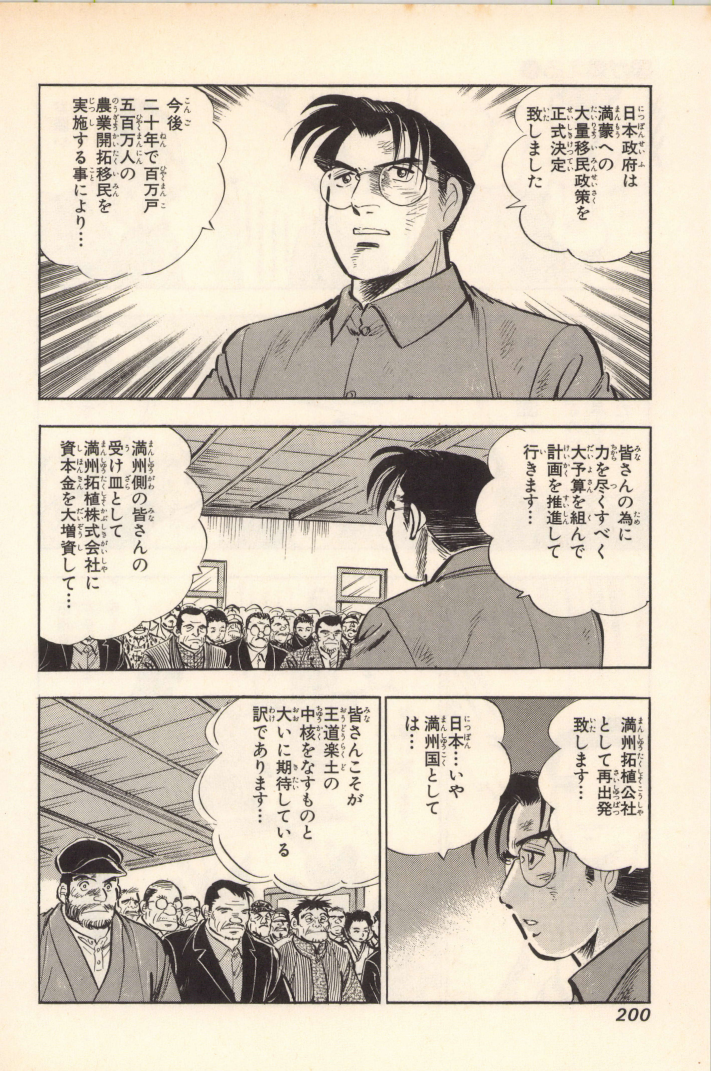 日本政府は
満蒙への
大量移民政策を
正式決定
致しました
今後
二十年で百万戸
五百万人の
農業開拓移民を
実施する事により…
皆さんの為に
力を尽くすべく
大予算を組んで
計画を推進して
行きます…
満州側の皆さんの
受け皿として
満州拓植株式会社に
資本金を大増資して…
満州拓植公社
として再出発
致します…
日本…いや
満州国として
は…
皆さんこそが
王道楽土の
中核をなすものと
大いに期待している
訳であります…
200